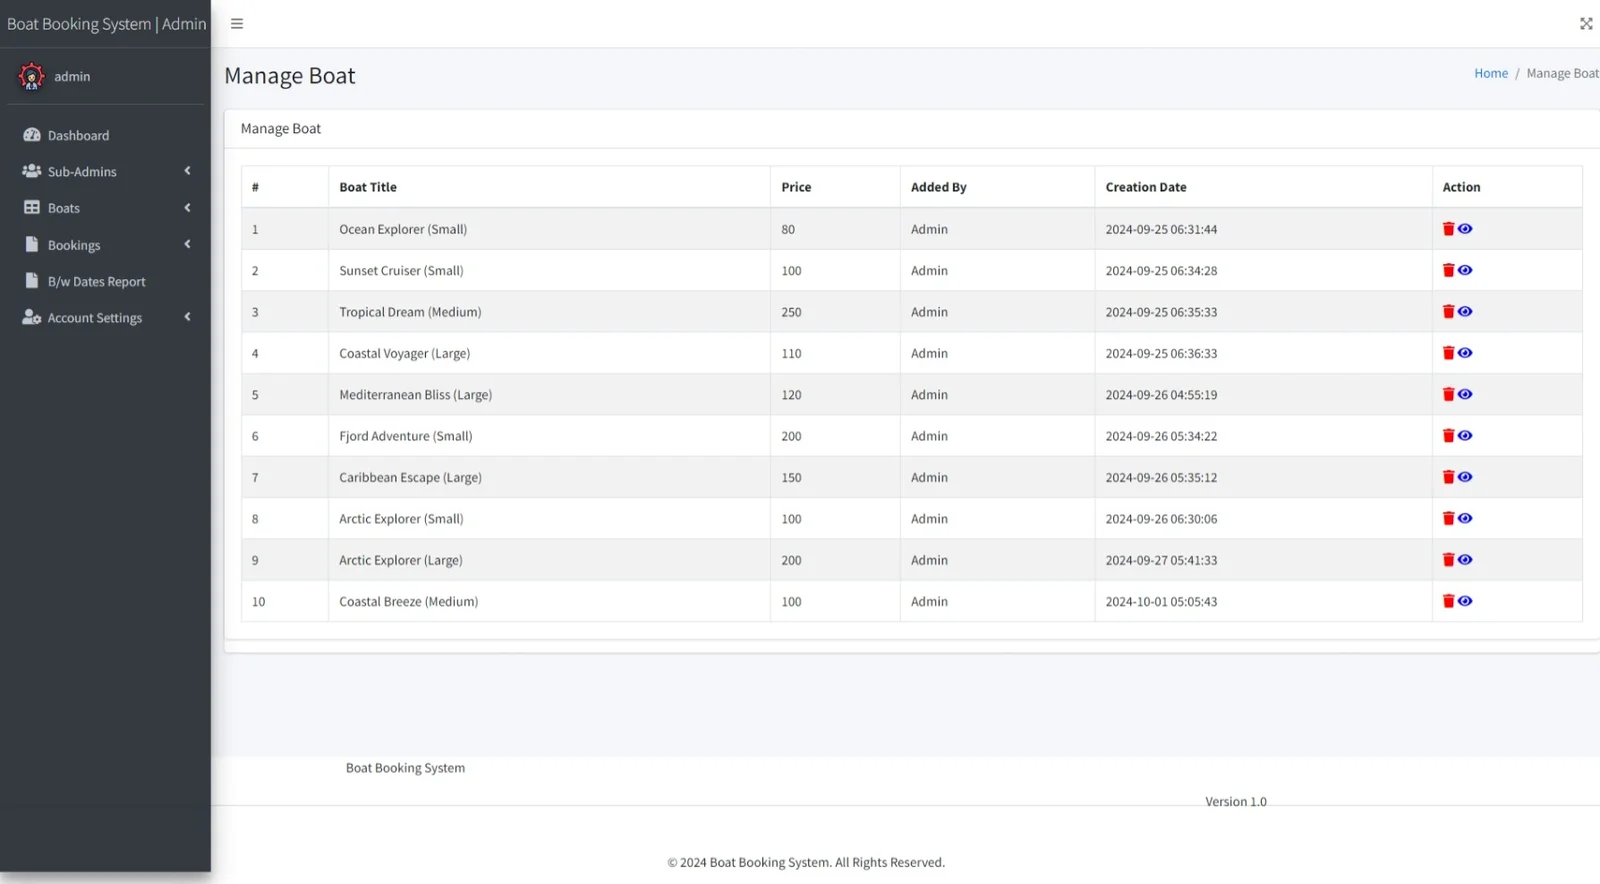 Boat Booking System | Admin
admin
Dashboard
Sub-Admins
Boats
Bookings
B/w Dates Report
Account Settings
Manage Boat
Home / Manage Boat
Manage Boat
# Boat Title Price Added By Creation Date Action
1 Ocean Explorer (Small) 80 Admin 2024-09-25 06:31:44
2 Sunset Cruiser (Small) 100 Admin 2024-09-25 06:34:28
3 Tropical Dream (Medium) 250 Admin 2024-09-25 06:35:33
4 Coastal Voyager (Large) 110 Admin 2024-09-25 06:36:33
5 Mediterranean Bliss (Large) 120 Admin 2024-09-26 04:55:19
6 Fjord Adventure (Small) 200 Admin 2024-09-26 05:34:22
7 Caribbean Escape (Large) 150 Admin 2024-09-26 05:35:12
8 Arctic Explorer (Small) 100 Admin 2024-09-26 06:30:06
9 Arctic Explorer (Large) 200 Admin 2024-09-27 05:41:33
10 Coastal Breeze (Medium) 100 Admin 2024-10-01 05:05:43
Boat Booking System
Version 1.0
© 2024 Boat Booking System. All Rights Reserved.